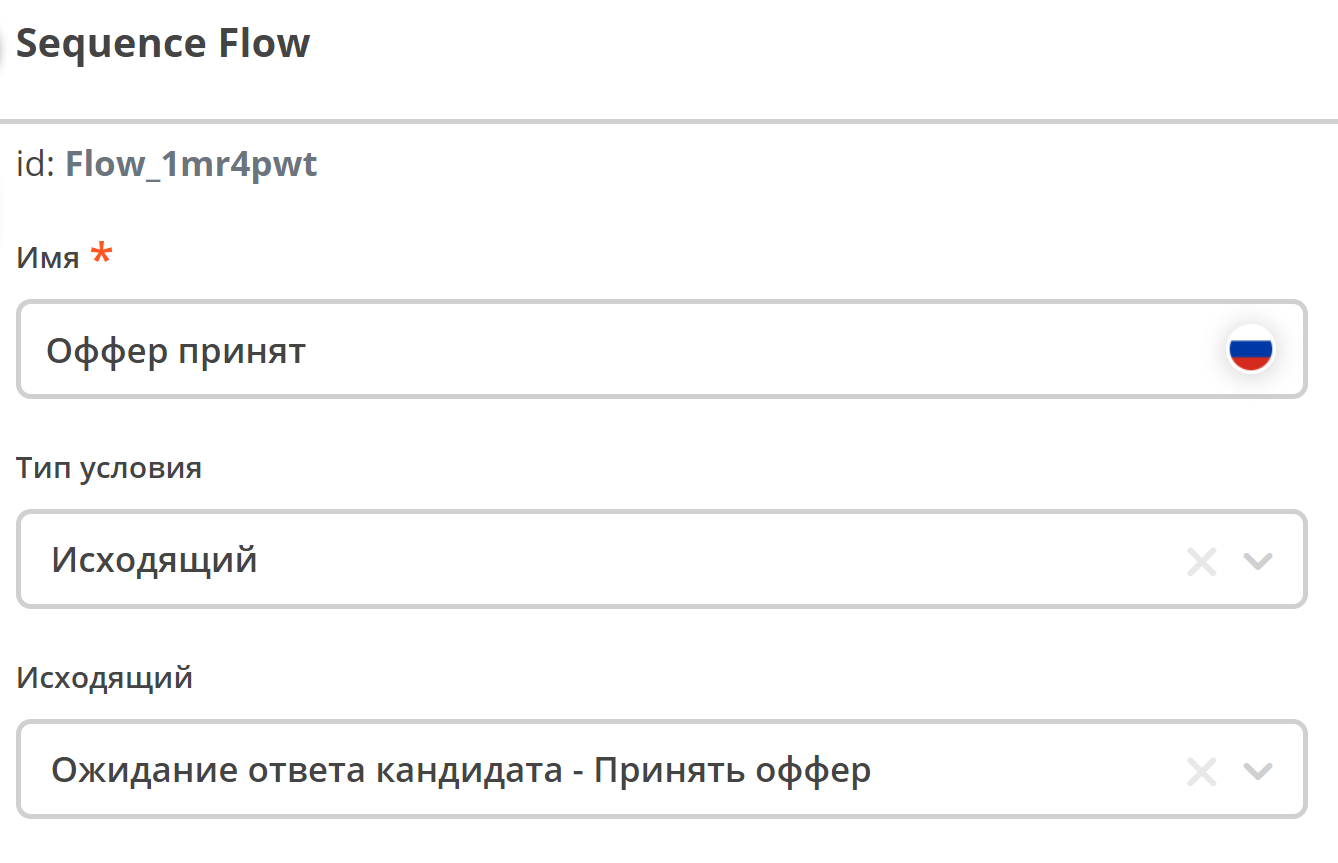 Sequence Flow
id: Flow_1mr4pwt
Имя *
Оффер принят
Тип условия
Исходящий
Исходящий
Ожидание ответа кандидата - Принять оффер